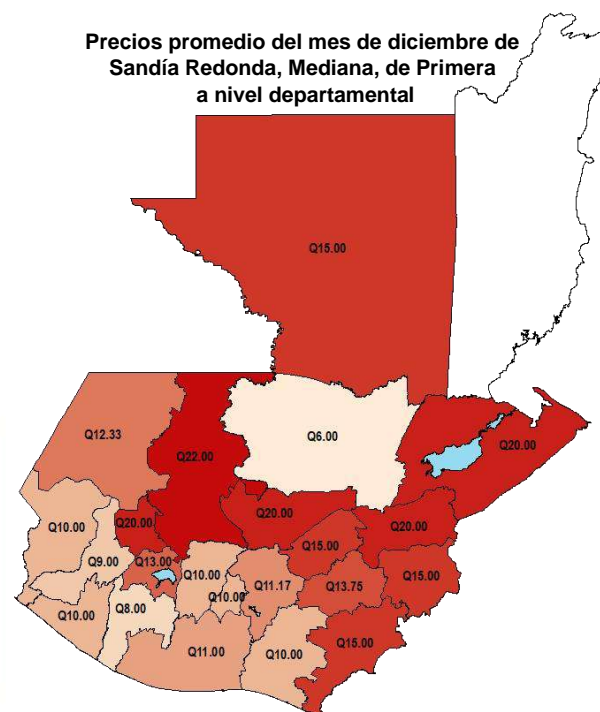 Precios promedio del mes de diciembre de
Sandía Redonda, Mediana, de Primera
a nivel departamental
Q15.00
Q12.33
Q22.00
Q6.00
Q20.00
Q10.00
Q20.00
Q20.00
Q20.00
Q9.00
Q13.00
Q10.00
Q15.00
Q11.17
Q13.75
Q15.00
Q10.00
Q8.00
Q10.00
Q11.00
Q10.00
Q15.00